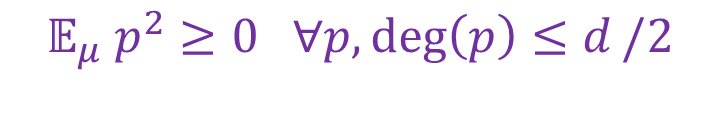 𝔼_μ p² ≥ 0 ∀p, deg(p) ≤ d /2